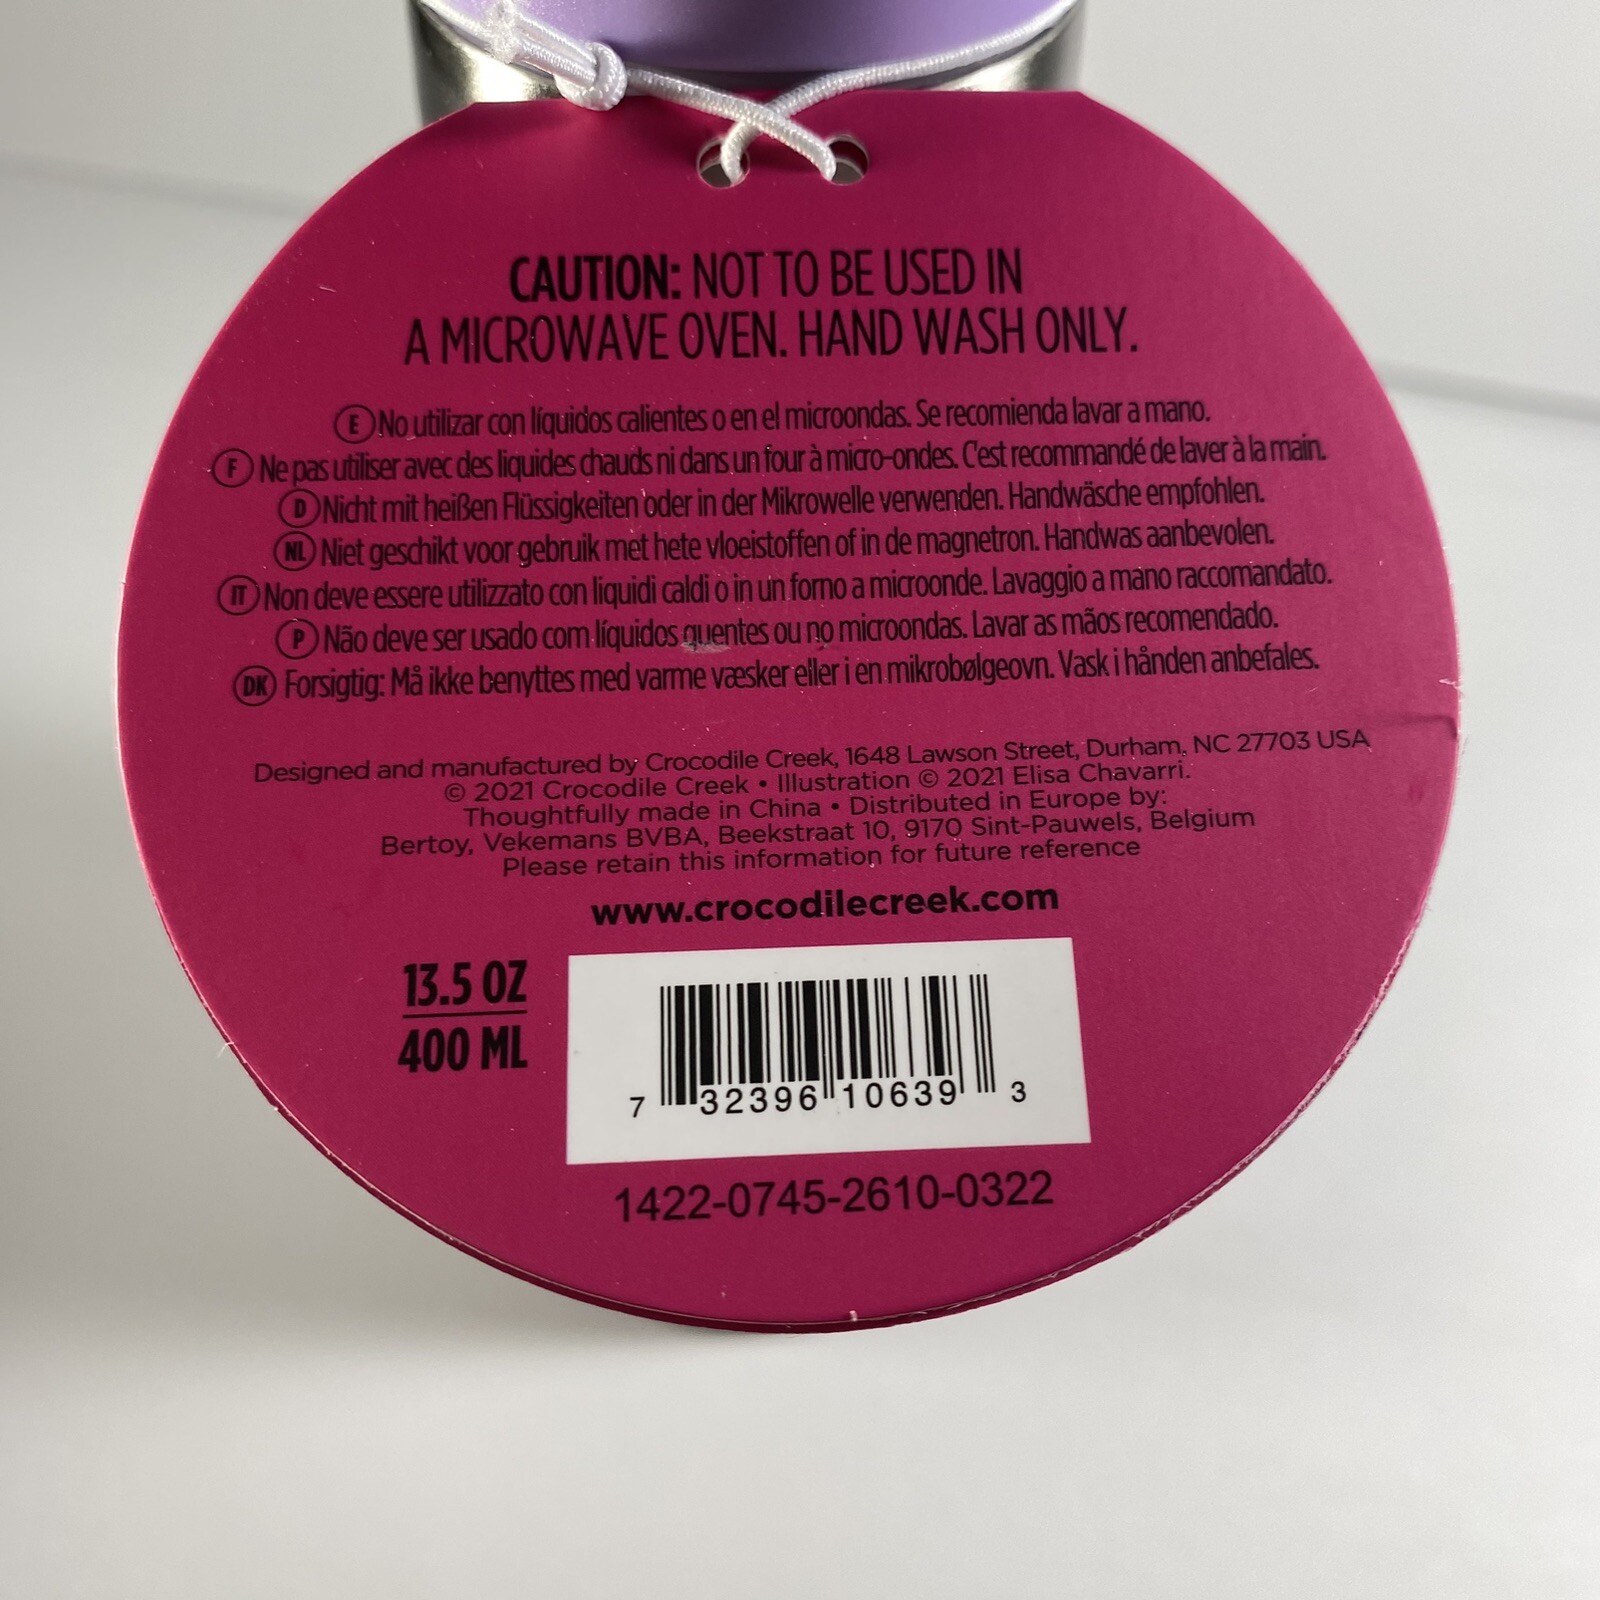 CAUTION: NOT TO BE USED IN
A MICROWAVE OVEN. HAND WASH ONLY.
E No utilizar con líquidos calientes o en el microondas. Se recomienda lavar a mano.
F Ne pas utiliser avec des liquides chauds ni dans un four à micro-ondes. C'est recommandé de laver à la main.
D Nicht mit heißen Flüssigkeiten oder in der Mikrowelle verwenden. Handwäsche empfohlen.
NL Niet geschikt voor gebruik met hete vloeistoffen of in de magnetron. Handwas aanbevolen.
IT Non deve essere utilizzato con liquidi caldi o in un forno a microonde. Lavaggio a mano raccomandato.
P Não deve ser usado com líquidos quentes ou no microondas. Lavar as mãos recomendado.
DK Forsigtig: Må ikke benyttes med varme væsker eller i en mikrobølgeovn. Vask i hånden anbefales.
Designed and manufactured by Crocodile Creek, 1648 Lawson Street, Durham, NC 27703 USA
© 2021 Crocodile Creek • Illustration © 2021 Elisa Chavarri.
Thoughtfully made in China • Distributed in Europe by:
Bertoy, Vekemans BVBA, Beekstraat 10, 9170 Sint-Pauwels, Belgium
Please retain this information for future reference
www.crocodilecreek.com
13.5 OZ
400 ML
7 32396 10639 3
1422-0745-2610-0322